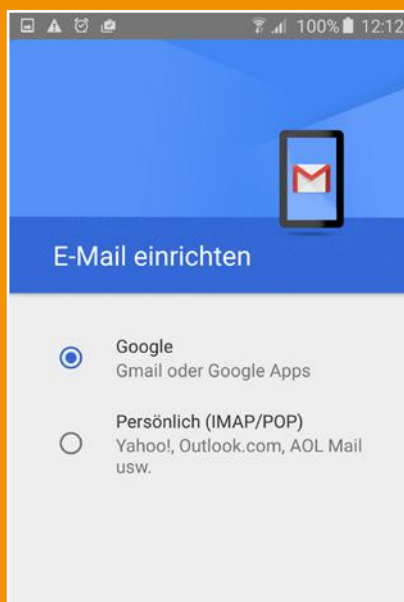 100% 12:12
E-Mail einrichten
Google
Gmail oder Google Apps
Persönlich (IMAP/POP)
Yahoo!, Outlook.com, AOL Mail
usw.